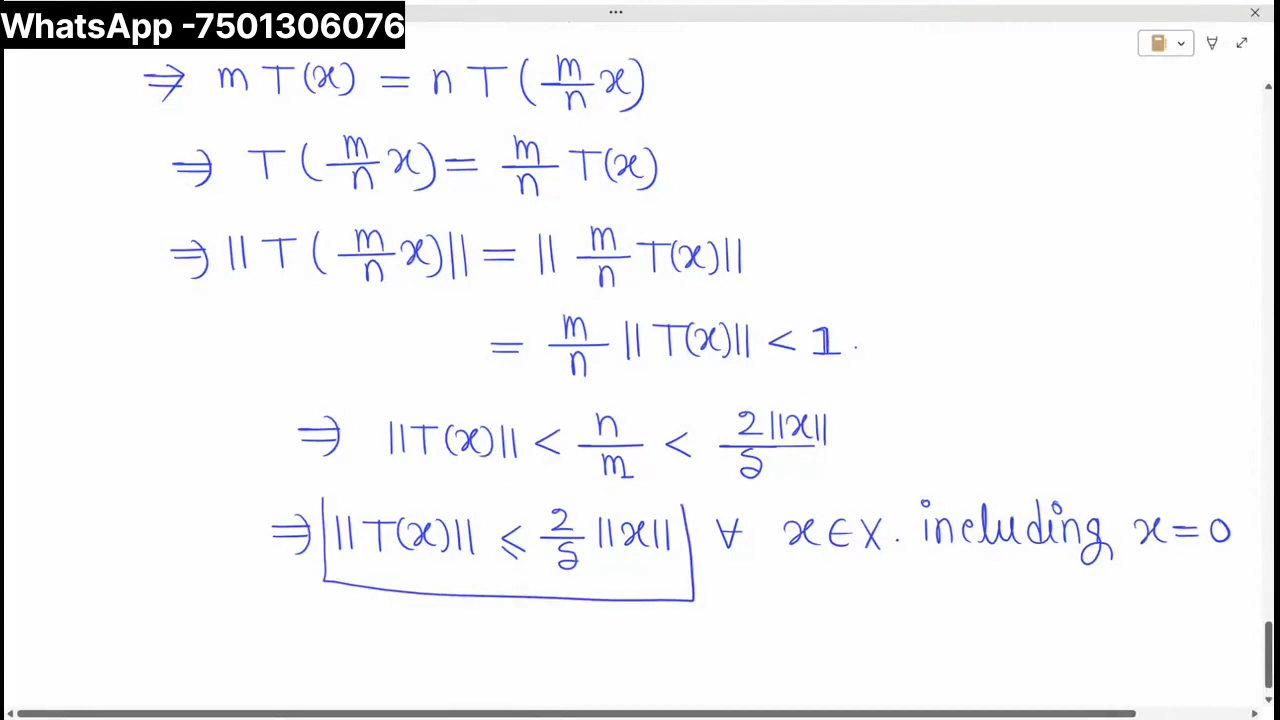 WhatsApp -7501306076
⇒ m T(x) = n T(m/n x)
⇒ T(m/n x) = m/n T(x)
⇒ ||T(m/n x)|| = ||m/n T(x)||
= m/n ||T(x)|| < 1.
⇒ ||T(x)|| < n/m < 2||x||/δ
⇒ ||T(x)|| ≤ 2/δ ||x|| ∀ x∈X. including x=0